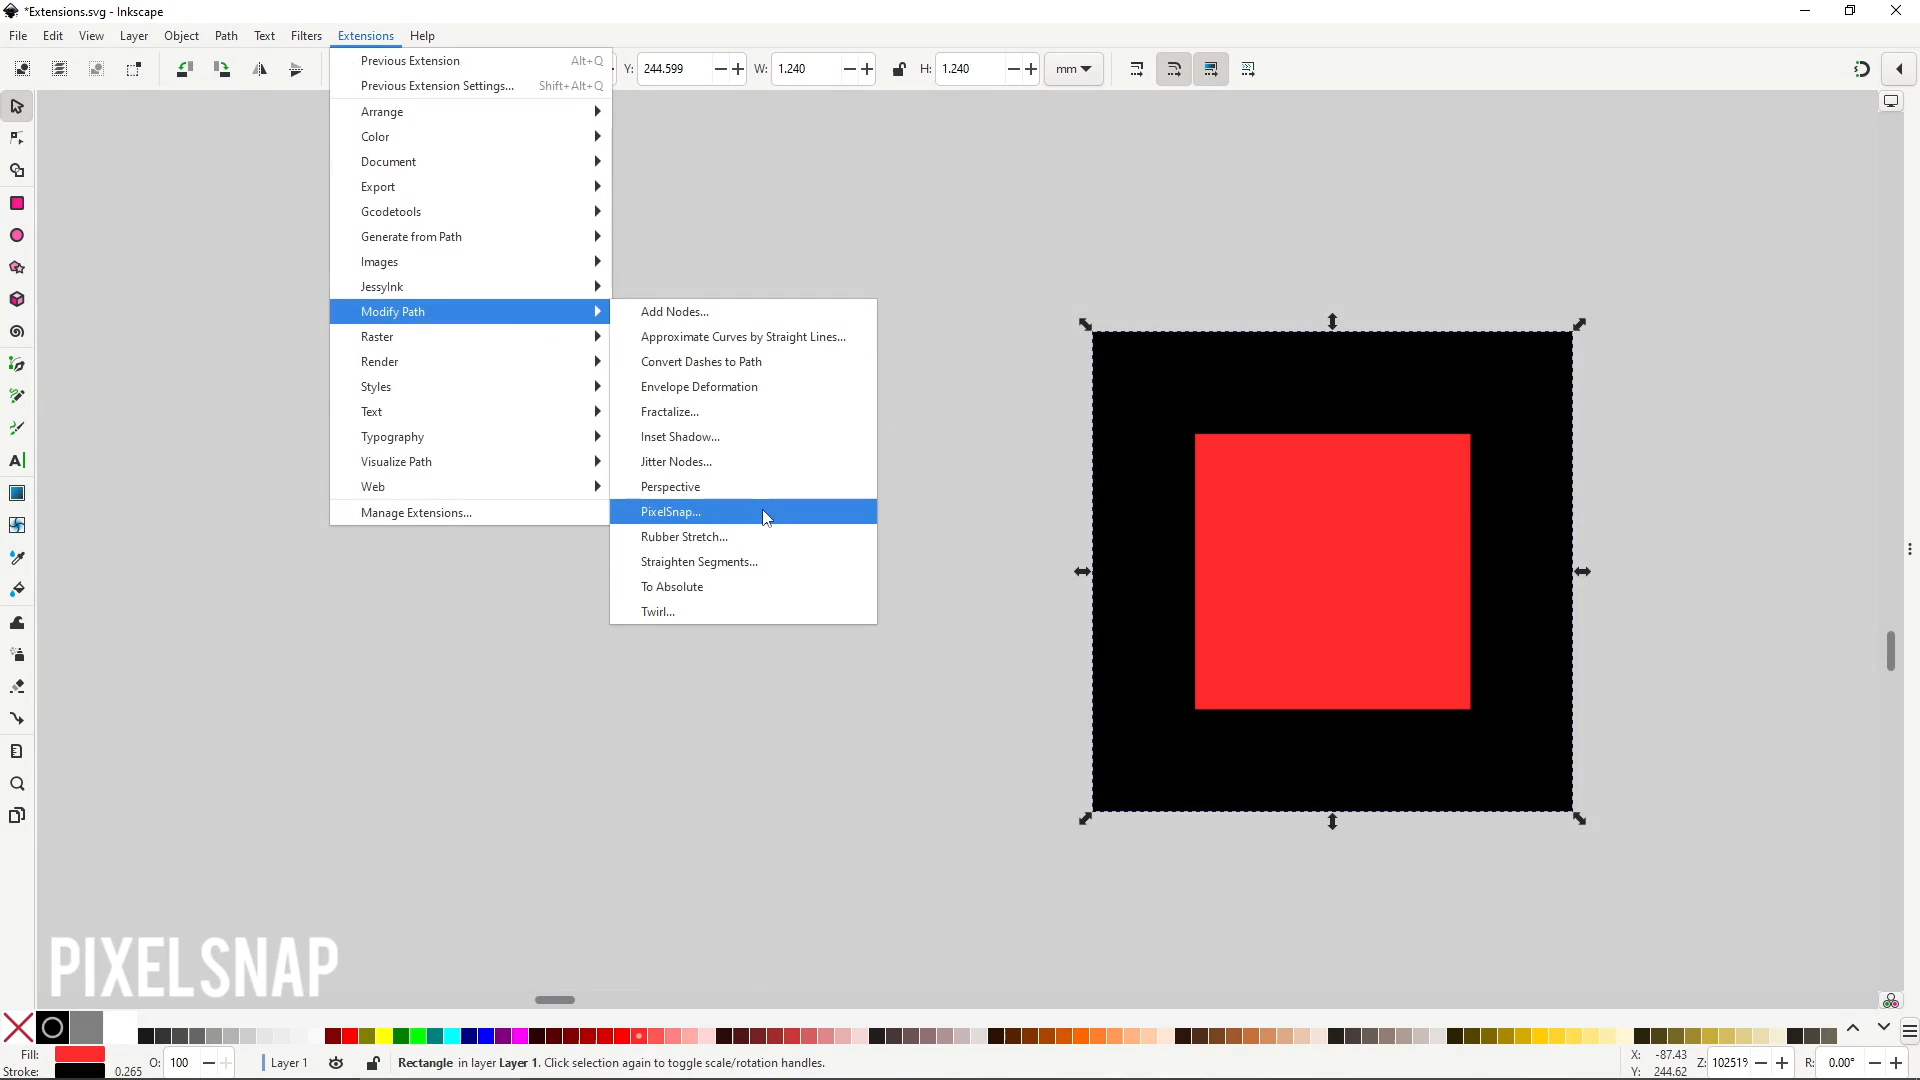 *Extensions.svg - Inkscape
File Edit View Layer Object Path Text Filters Extensions Help
Y: 244.599 W: 1.240 H: 1.240 mm
Previous Extension Alt+Q
Previous Extension Settings... Shift+Alt+Q
Arrange
Color
Document
Export
Gcodetools
Generate from Path
Images
JessyInk
Modify Path
Raster
Render
Styles
Text
Typography
Visualize Path
Web
Manage Extensions...
Add Nodes...
Approximate Curves by Straight Lines...
Convert Dashes to Path
Envelope Deformation
Fractalize...
Inset Shadow...
Jitter Nodes...
Perspective
PixelSnap...
Rubber Stretch...
Straighten Segments...
To Absolute
Twirl...
PIXELSNAP
Fill:
Stroke: 0.265
O: 100
Layer 1
Rectangle in layer Layer 1. Click selection again to toggle scale/rotation handles.
X: -87.43
Y: 244.62
Z: 102519
R: 0.00°